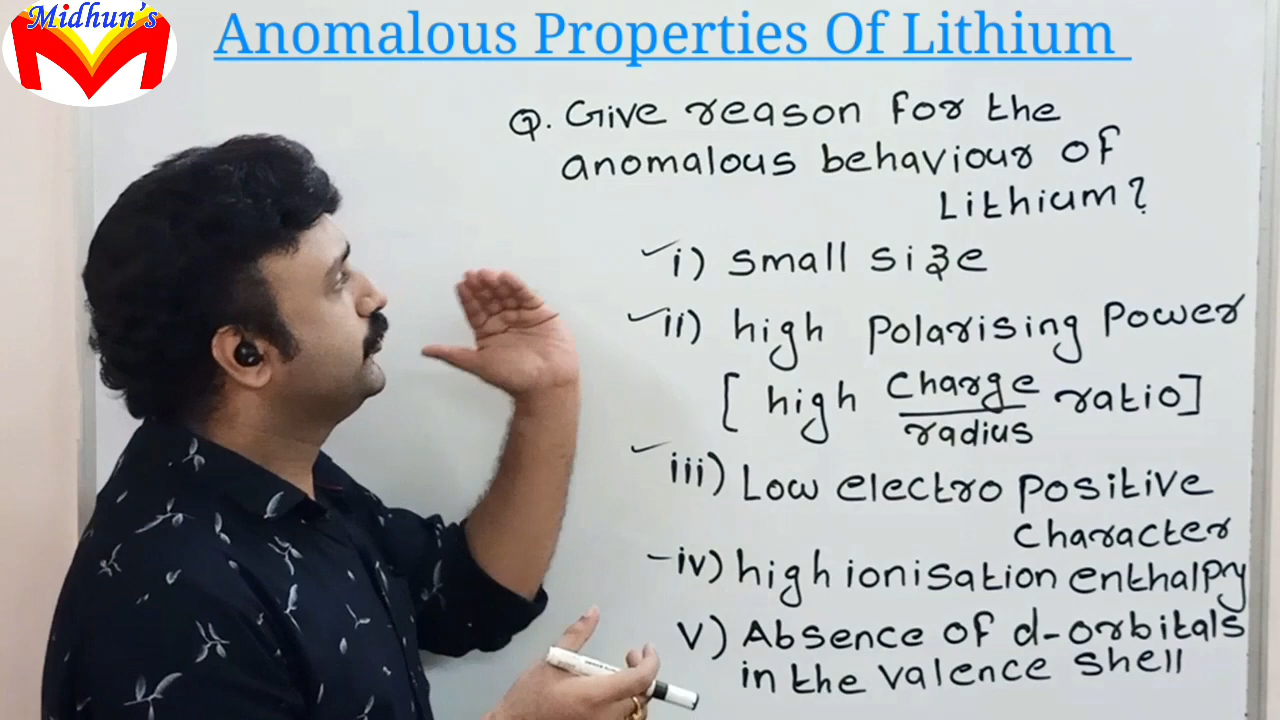 Midhun's
M
Anomalous Properties Of Lithium
Q. Give reason for the
anomalous behaviour of
Lithium?
i) small size
ii) high polarising power
[ high charge/radius ratio]
iii) Low electro positive
character
iv) high ionisation enthalpy
v) Absence of d-orbitals
in the valence shell